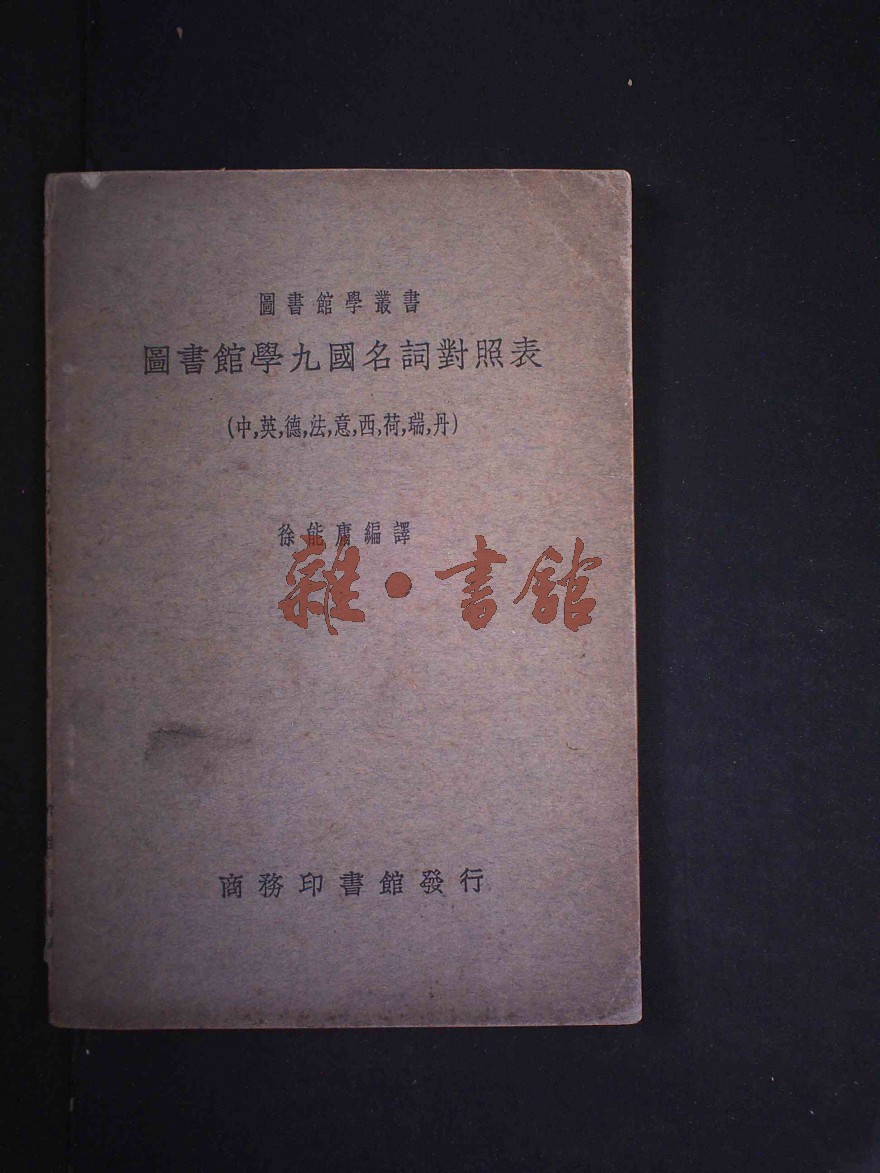 圖書館學叢書
圖書館學九國名詞對照表
(中,英,德,法,意,西,荷,瑞,丹)
徐能庸編譯
雜·書館
商務印書館發行